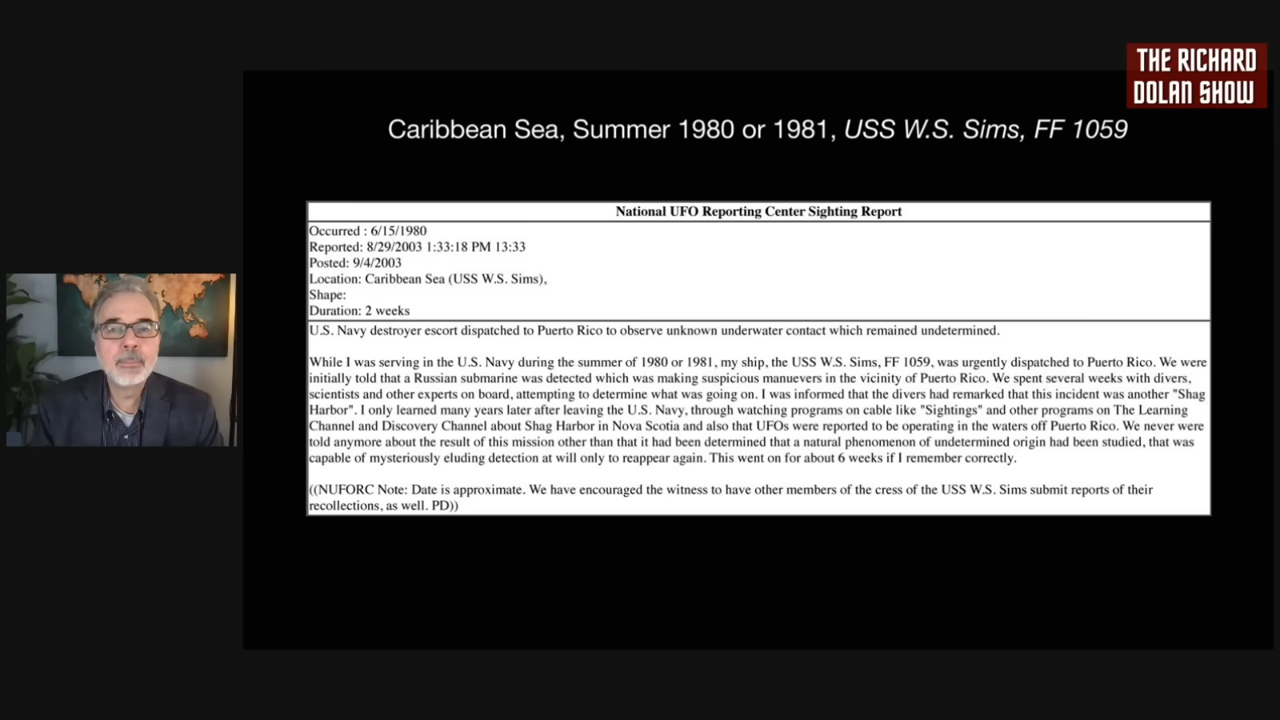 THE RICHARD
DOLAN SHOW
Caribbean Sea, Summer 1980 or 1981, USS W.S. Sims, FF 1059
National UFO Reporting Center Sighting Report
Occurred : 6/15/1980
Reported: 8/29/2003 1:33:18 PM 13:33
Posted: 9/4/2003
Location: Caribbean Sea (USS W.S. Sims),
Shape:
Duration: 2 weeks
U.S. Navy destroyer escort dispatched to Puerto Rico to observe unknown underwater contact which remained undetermined.
While I was serving in the U.S. Navy during the summer of 1980 or 1981, my ship, the USS W.S. Sims, FF 1059, was urgently dispatched to Puerto Rico. We were
initially told that a Russian submarine was detected which was making suspicious manuevers in the vicinity of Puerto Rico. We spent several weeks with divers,
scientists and other experts on board, attempting to determine what was going on. I was informed that the divers had remarked that this incident was another "Shag
Harbor". I only learned many years later after leaving the U.S. Navy, through watching programs on cable like "Sightings" and other programs on The Learning
Channel and Discovery Channel about Shag Harbor in Nova Scotia and also that UFOs were reported to be operating in the waters off Puerto Rico. We never were
told anymore about the result of this mission other than that it had been determined that a natural phenomenon of undetermined origin had been studied, that was
capable of mysteriously eluding detection at will only to reappear again. This went on for about 6 weeks if I remember correctly.
((NUFORC Note: Date is approximate. We have encouraged the witness to have other members of the cress of the USS W.S. Sims submit reports of their
recollections, as well. PD))